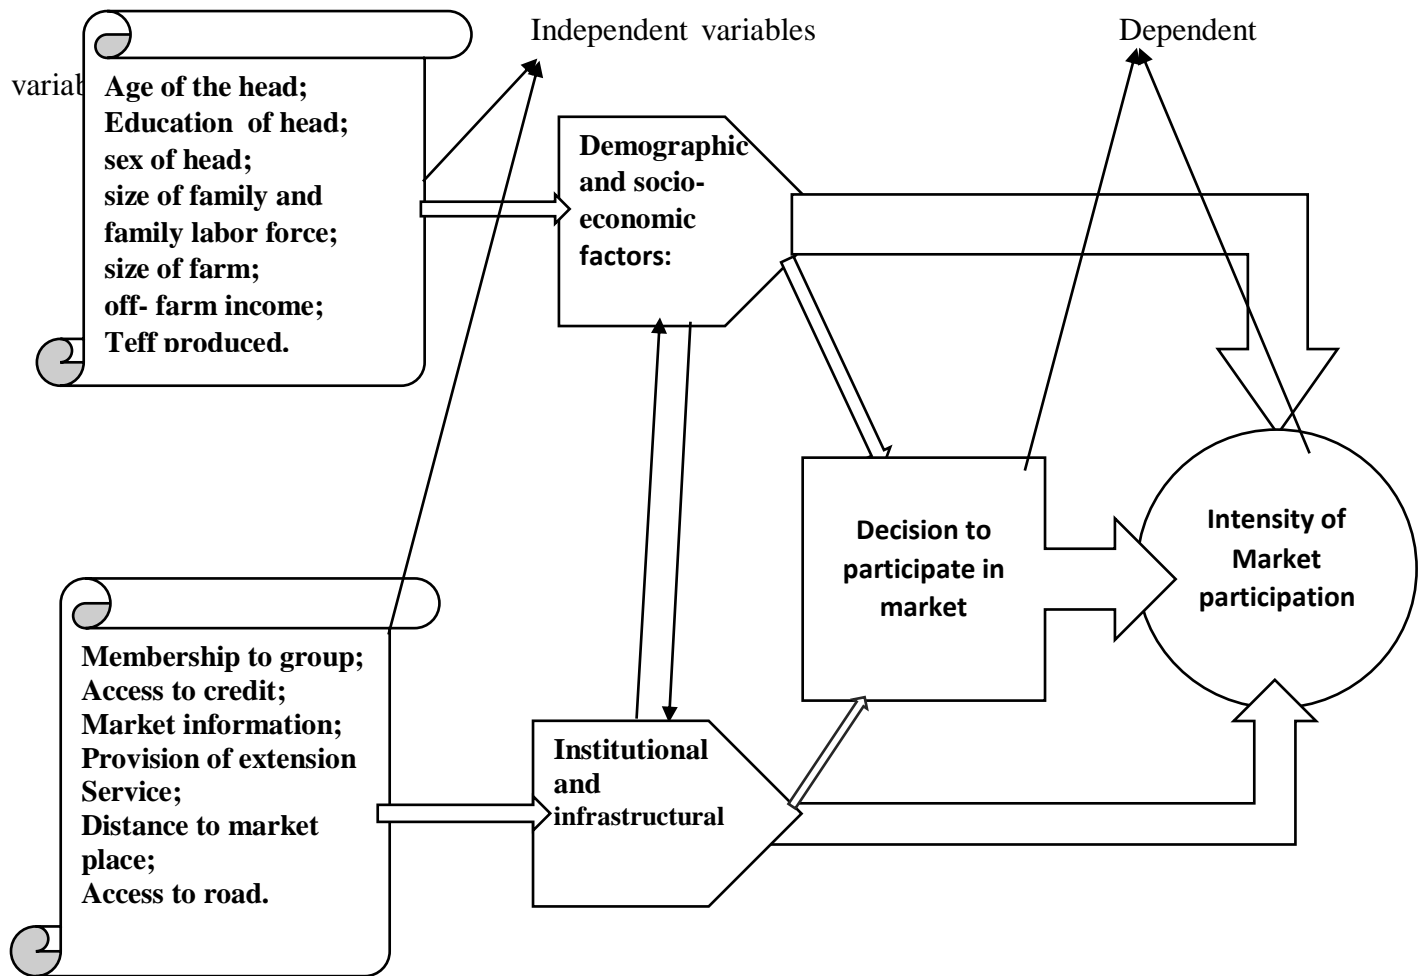 Independent variables Dependent
Age of the head;
Education of head;
sex of head;
size of family and
family labor force;
size of farm;
off- farm income;
Teff produced.
Demographic
and socio-
economic
factors:
Decision to
participate in
market
Intensity of
Market
participation
Membership to group;
Access to credit;
Market information;
Provision of extension
Service;
Distance to market
place;
Access to road.
Institutional
and
infrastructural